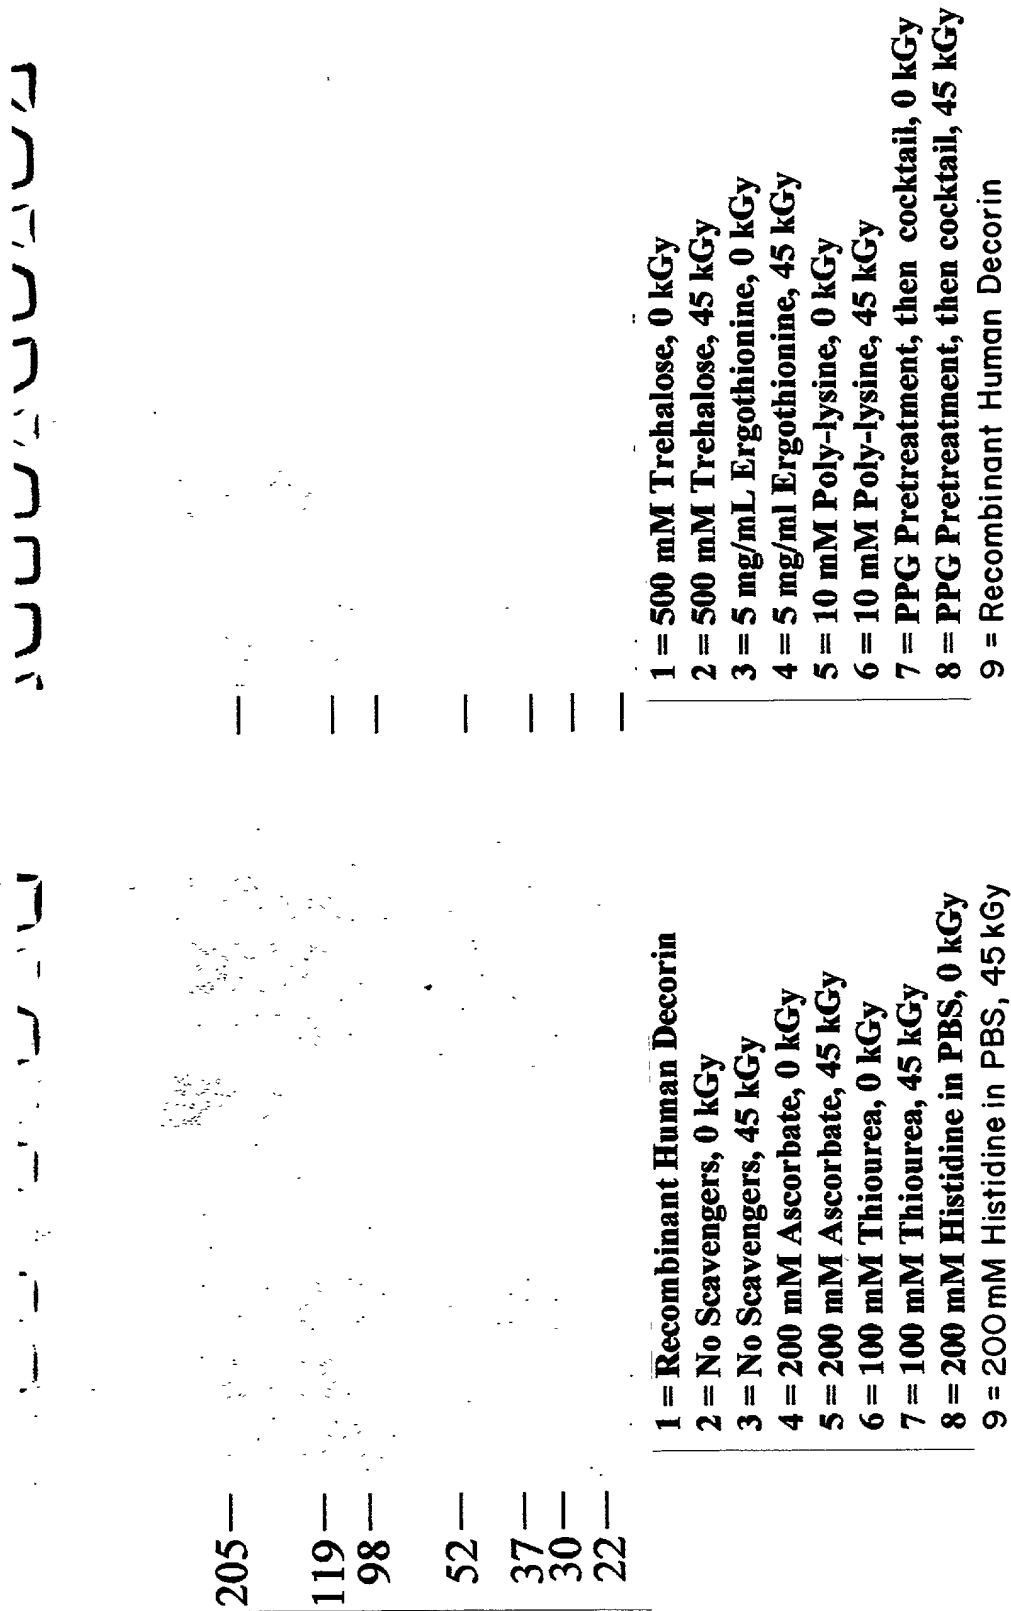 205
119
98
52
37
30
22
1 = Recombinant Human Decorin
2 = No Scavengers, 0 kGy
3 = No Scavengers, 45 kGy
4 = 200 mM Ascorbate, 0 kGy
5 = 200 mM Ascorbate, 45 kGy
6 = 100 mM Thiourea, 0 kGy
7 = 100 mM Thiourea, 45 kGy
8 = 200 mM Histidine in PBS, 0 kGy
9 = 200mM Histidine in PBS, 45kGy
1 = 500 mM Trehalose, 0 kGy
2 = 500 mM Trehalose, 45 kGy
3 = 5 mg/mL Ergothionine, 0 kGy
4 = 5 mg/ml Ergothionine, 45 kGy
5 = 10 mM Poly-lysine, 0 kGy
6 = 10 mM Poly-lysine, 45 kGy
7 = PPG Pretreatment, then cocktail, 0 kGy
8 = PPG Pretreatment, then cocktail, 45 kGy
9 = Recombinant Human Decorin